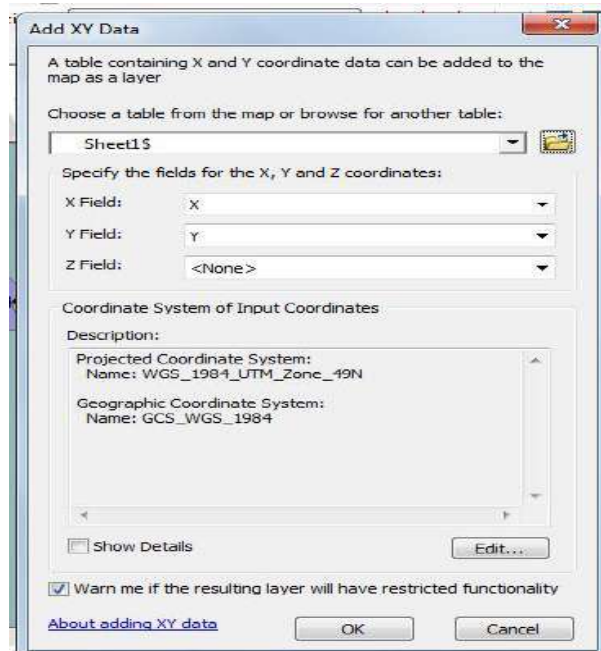 Add XY Data
A table containing X and Y coordinate data can be added to the
map as a layer
Choose a table from the map or browse for another table:
Sheet1$
Specify the fields for the X, Y and Z coordinates:
X Field: X
Y Field: Y
Z Field: <None>
Coordinate System of Input Coordinates
Description:
Projected Coordinate System:
Name: WGS_1984_UTM_Zone_49N
Geographic Coordinate System:
Name: GCS_WGS_1984
Show Details
Edit...
Warn me if the resulting layer will have restricted functionality
About adding XY data
OK
Cancel